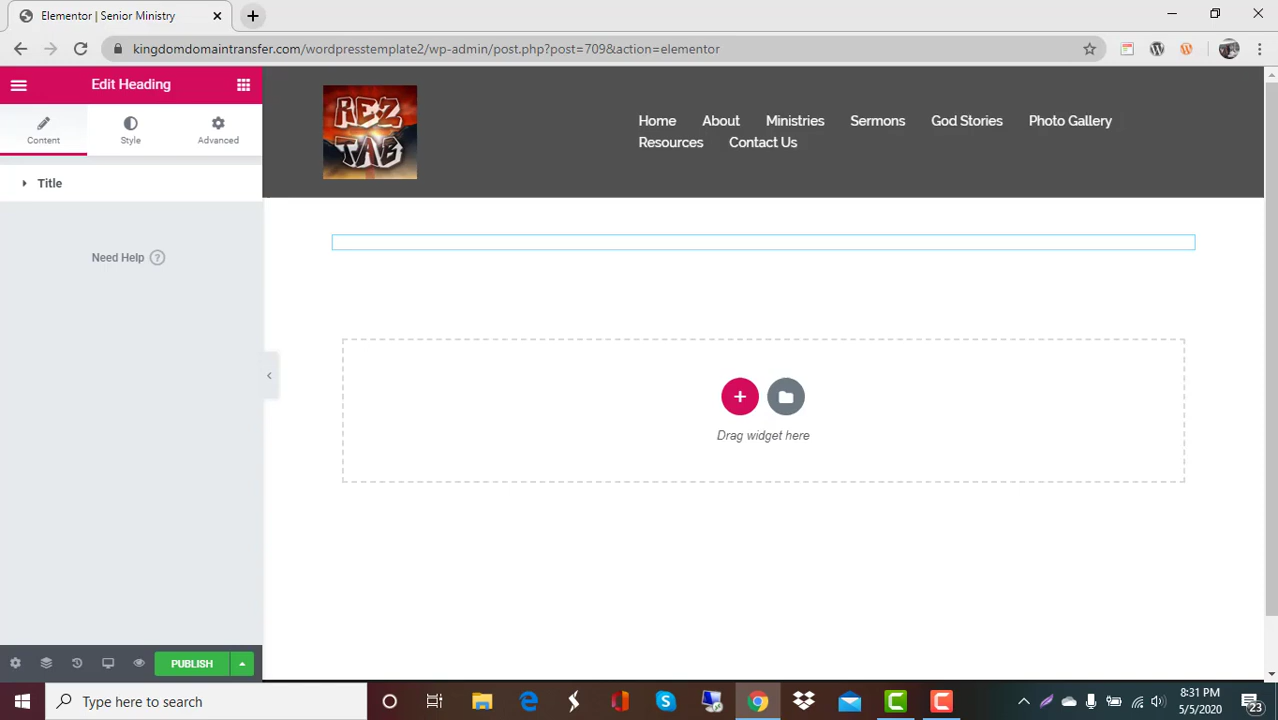 Elementor | Senior Ministry
kingdomdomaintransfer.com/wordpresstemplate2/wp-admin/post.php?post=709&action=elementor
Edit Heading
Content
Style
Advanced
Title
Need Help ?
PUBLISH
REZ
TAB
Home About Ministries Sermons God Stories Photo Gallery
Resources Contact Us
Drag widget here
Type here to search
8:31 PM
5/5/2020
23